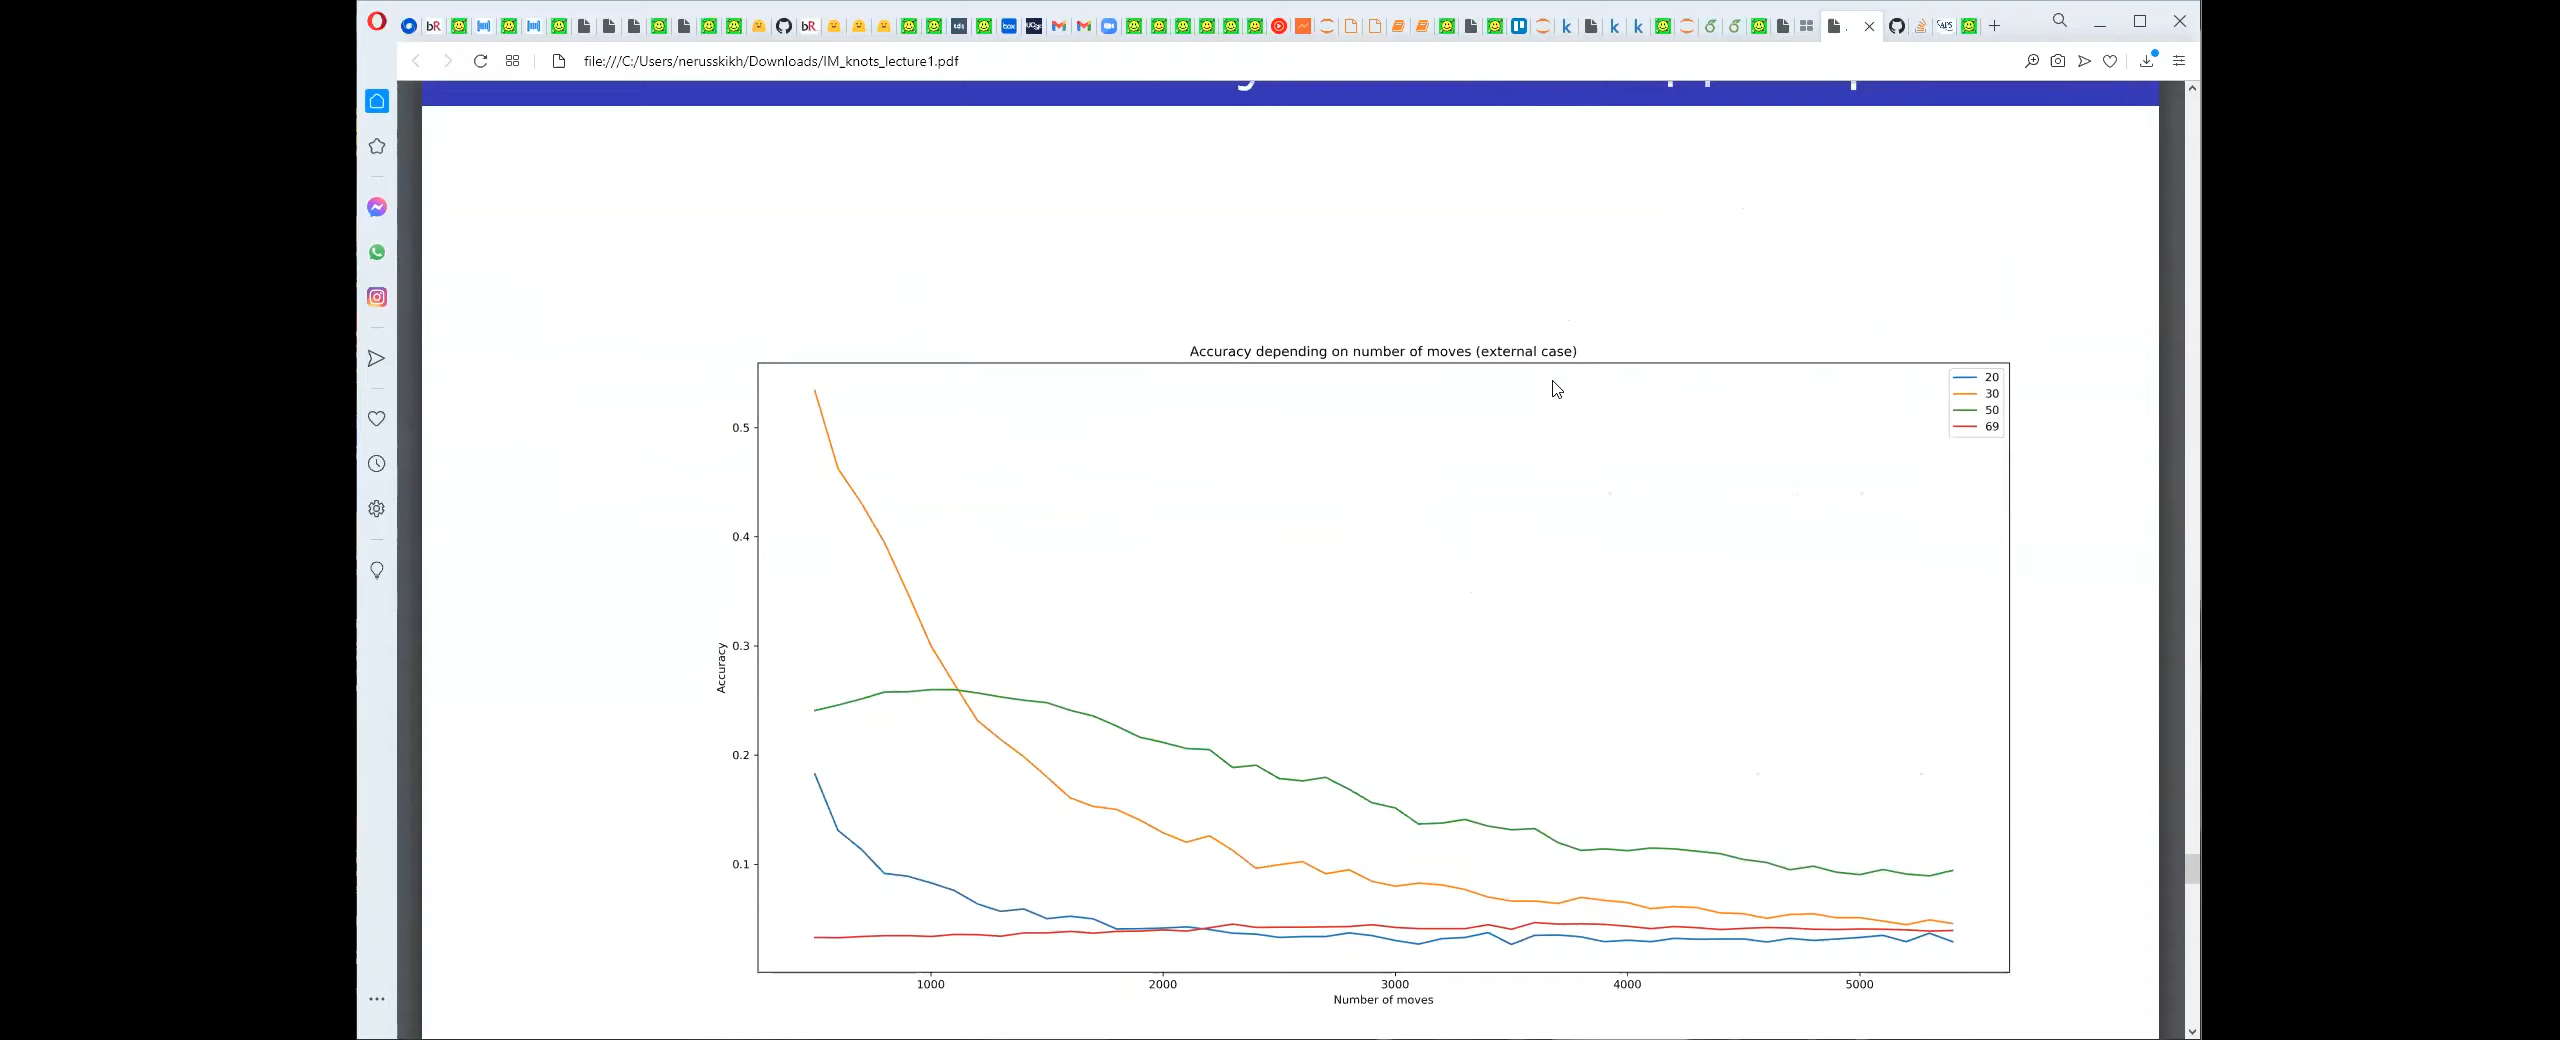 file:///C:/Users/nerusskikh/Downloads/IM_knots_lecture1.pdf
Accuracy depending on number of moves (external case)
20
30
50
69
0.5
0.4
0.3
0.2
0.1
Accuracy
1000 2000 3000 4000 5000
Number of moves